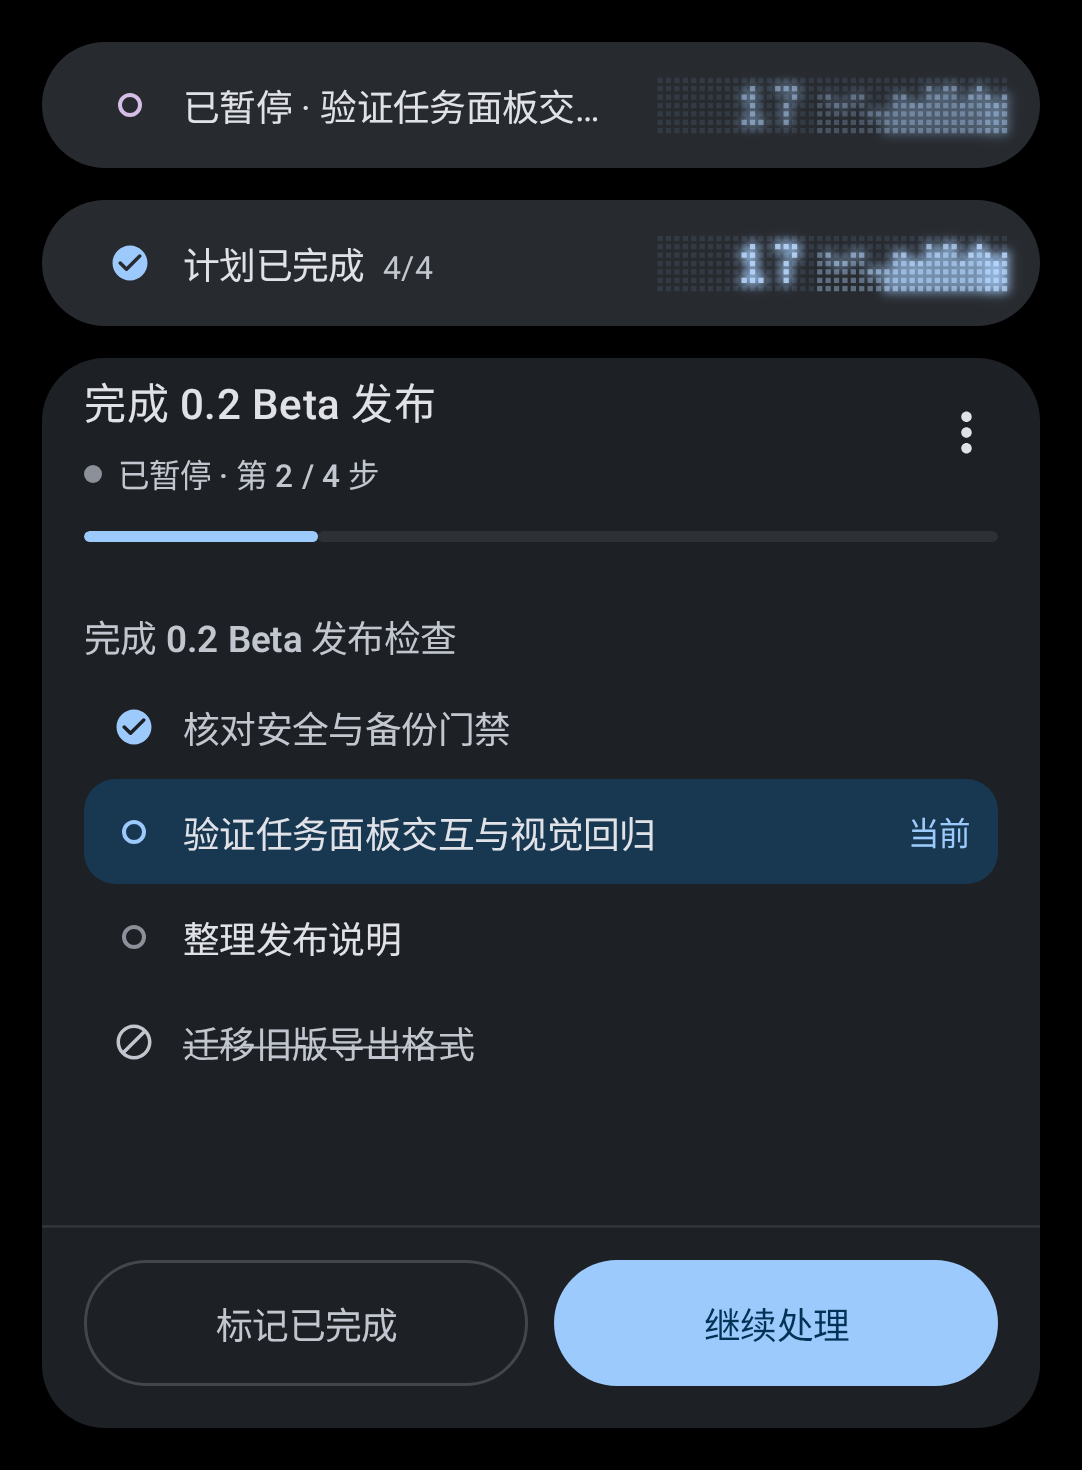 已暂停 · 验证任务面板交... 17
计划已完成 4/4 17
完成 0.2 Beta 发布
已暂停 · 第 2 / 4 步
完成 0.2 Beta 发布检查
核对安全与备份门禁
验证任务面板交互与视觉回归 当前
整理发布说明
迁移旧版导出格式
标记已完成 继续处理